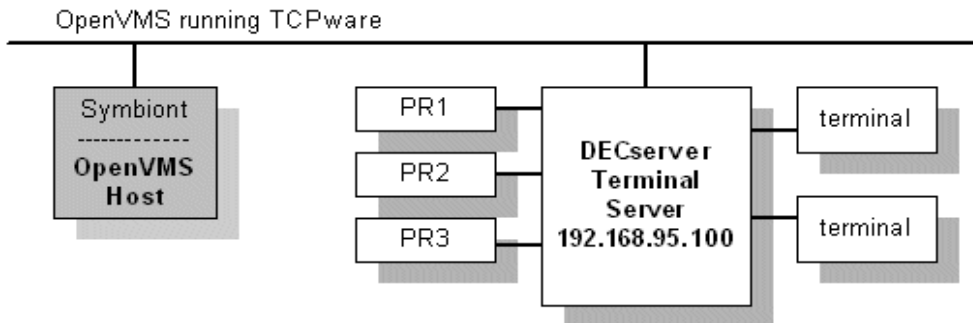 OpenVMS running TCPware
Symbiont
------------
OpenVMS
Host
PR1
PR2
PR3
DECserver
Terminal
Server
192.168.95.100
terminal
terminal